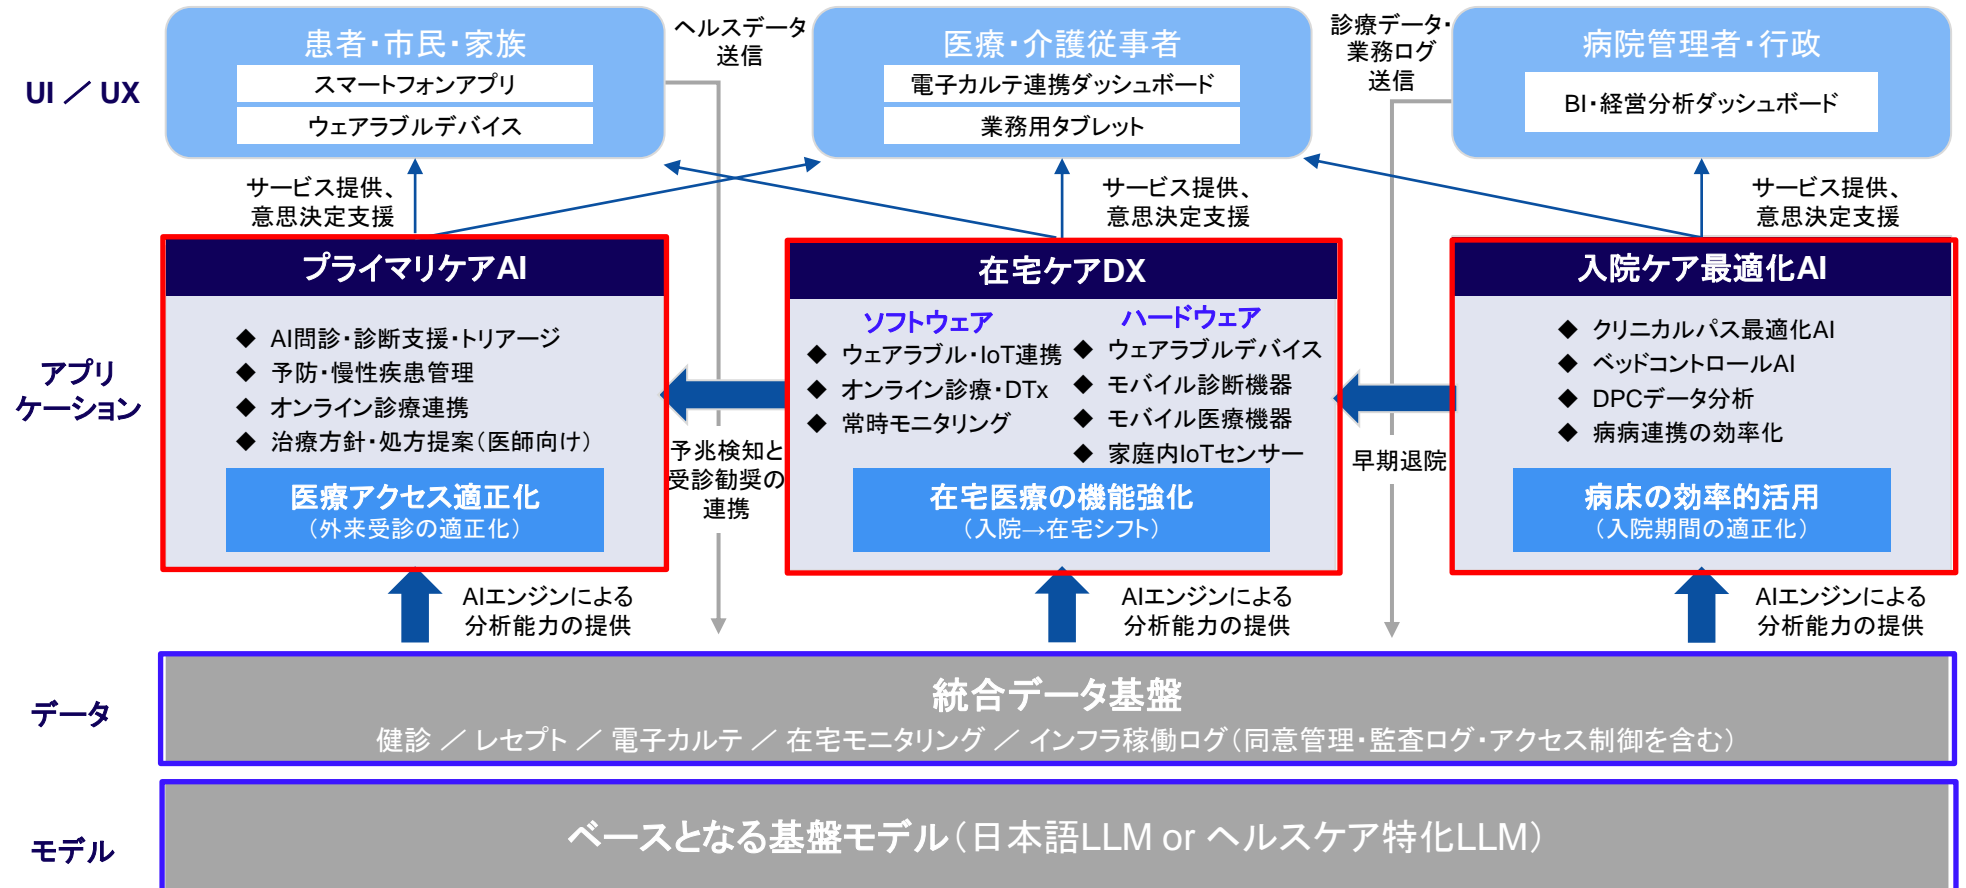 UI ／ UX
患者・市民・家族
スマートフォンアプリ
ウェアラブルデバイス
ヘルスデータ
送信
医療・介護従事者
電子カルテ連携ダッシュボード
業務用タブレット
診療データ・
業務ログ
送信
病院管理者・行政
BI・経営分析ダッシュボード
サービス提供、
意思決定支援
サービス提供、
意思決定支援
サービス提供、
意思決定支援
アプリ
ケーション
プライマリケアAI
◆ AI問診・診断支援・トリアージ
◆ 予防・慢性疾患管理
◆ オンライン診療連携
◆ 治療方針・処方提案（医師向け）
医療アクセス適正化
（外来受診の適正化）
予兆検知と
受診勧奨の
連携
在宅ケアDX
ソフトウェア
◆ ウェアラブル・IoT連携
◆ オンライン診療・DTx
◆ 常時モニタリング
ハードウェア
◆ ウェアラブルデバイス
◆ モバイル診断機器
◆ モバイル医療機器
◆ 家庭内IoTセンサー
在宅医療の機能強化
（入院→在宅シフト）
早期退院
入院ケア最適化AI
◆ クリニカルパス最適化AI
◆ ベッドコントロールAI
◆ DPCデータ分析
◆ 病病連携の効率化
病床の効率的活用
（入院期間の適正化）
AIエンジンによる
分析能力の提供
AIエンジンによる
分析能力の提供
AIエンジンによる
分析能力の提供
データ
統合データ基盤
健診 ／ レセプト ／ 電子カルテ ／ 在宅モニタリング ／ インフラ稼働ログ（同意管理・監査ログ・アクセス制御を含む）
モデル
ベースとなる基盤モデル（日本語LLM or ヘルスケア特化LLM）